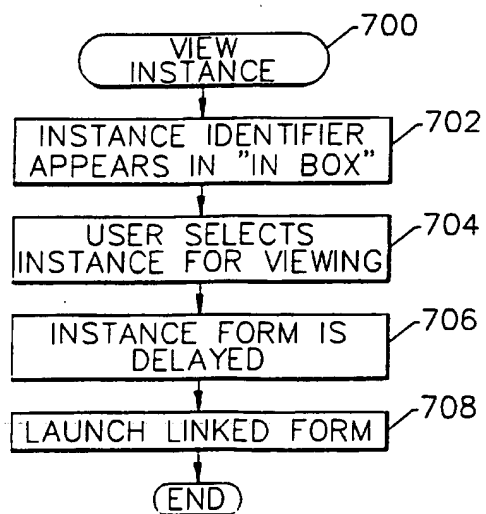 VIEW
INSTANCE
700
INSTANCE IDENTIFIER
APPEARS IN "IN BOX"
702
USER SELECTS
INSTANCE FOR VIEWING
704
INSTANCE FORM IS
DELAYED
706
LAUNCH LINKED FORM
708
END